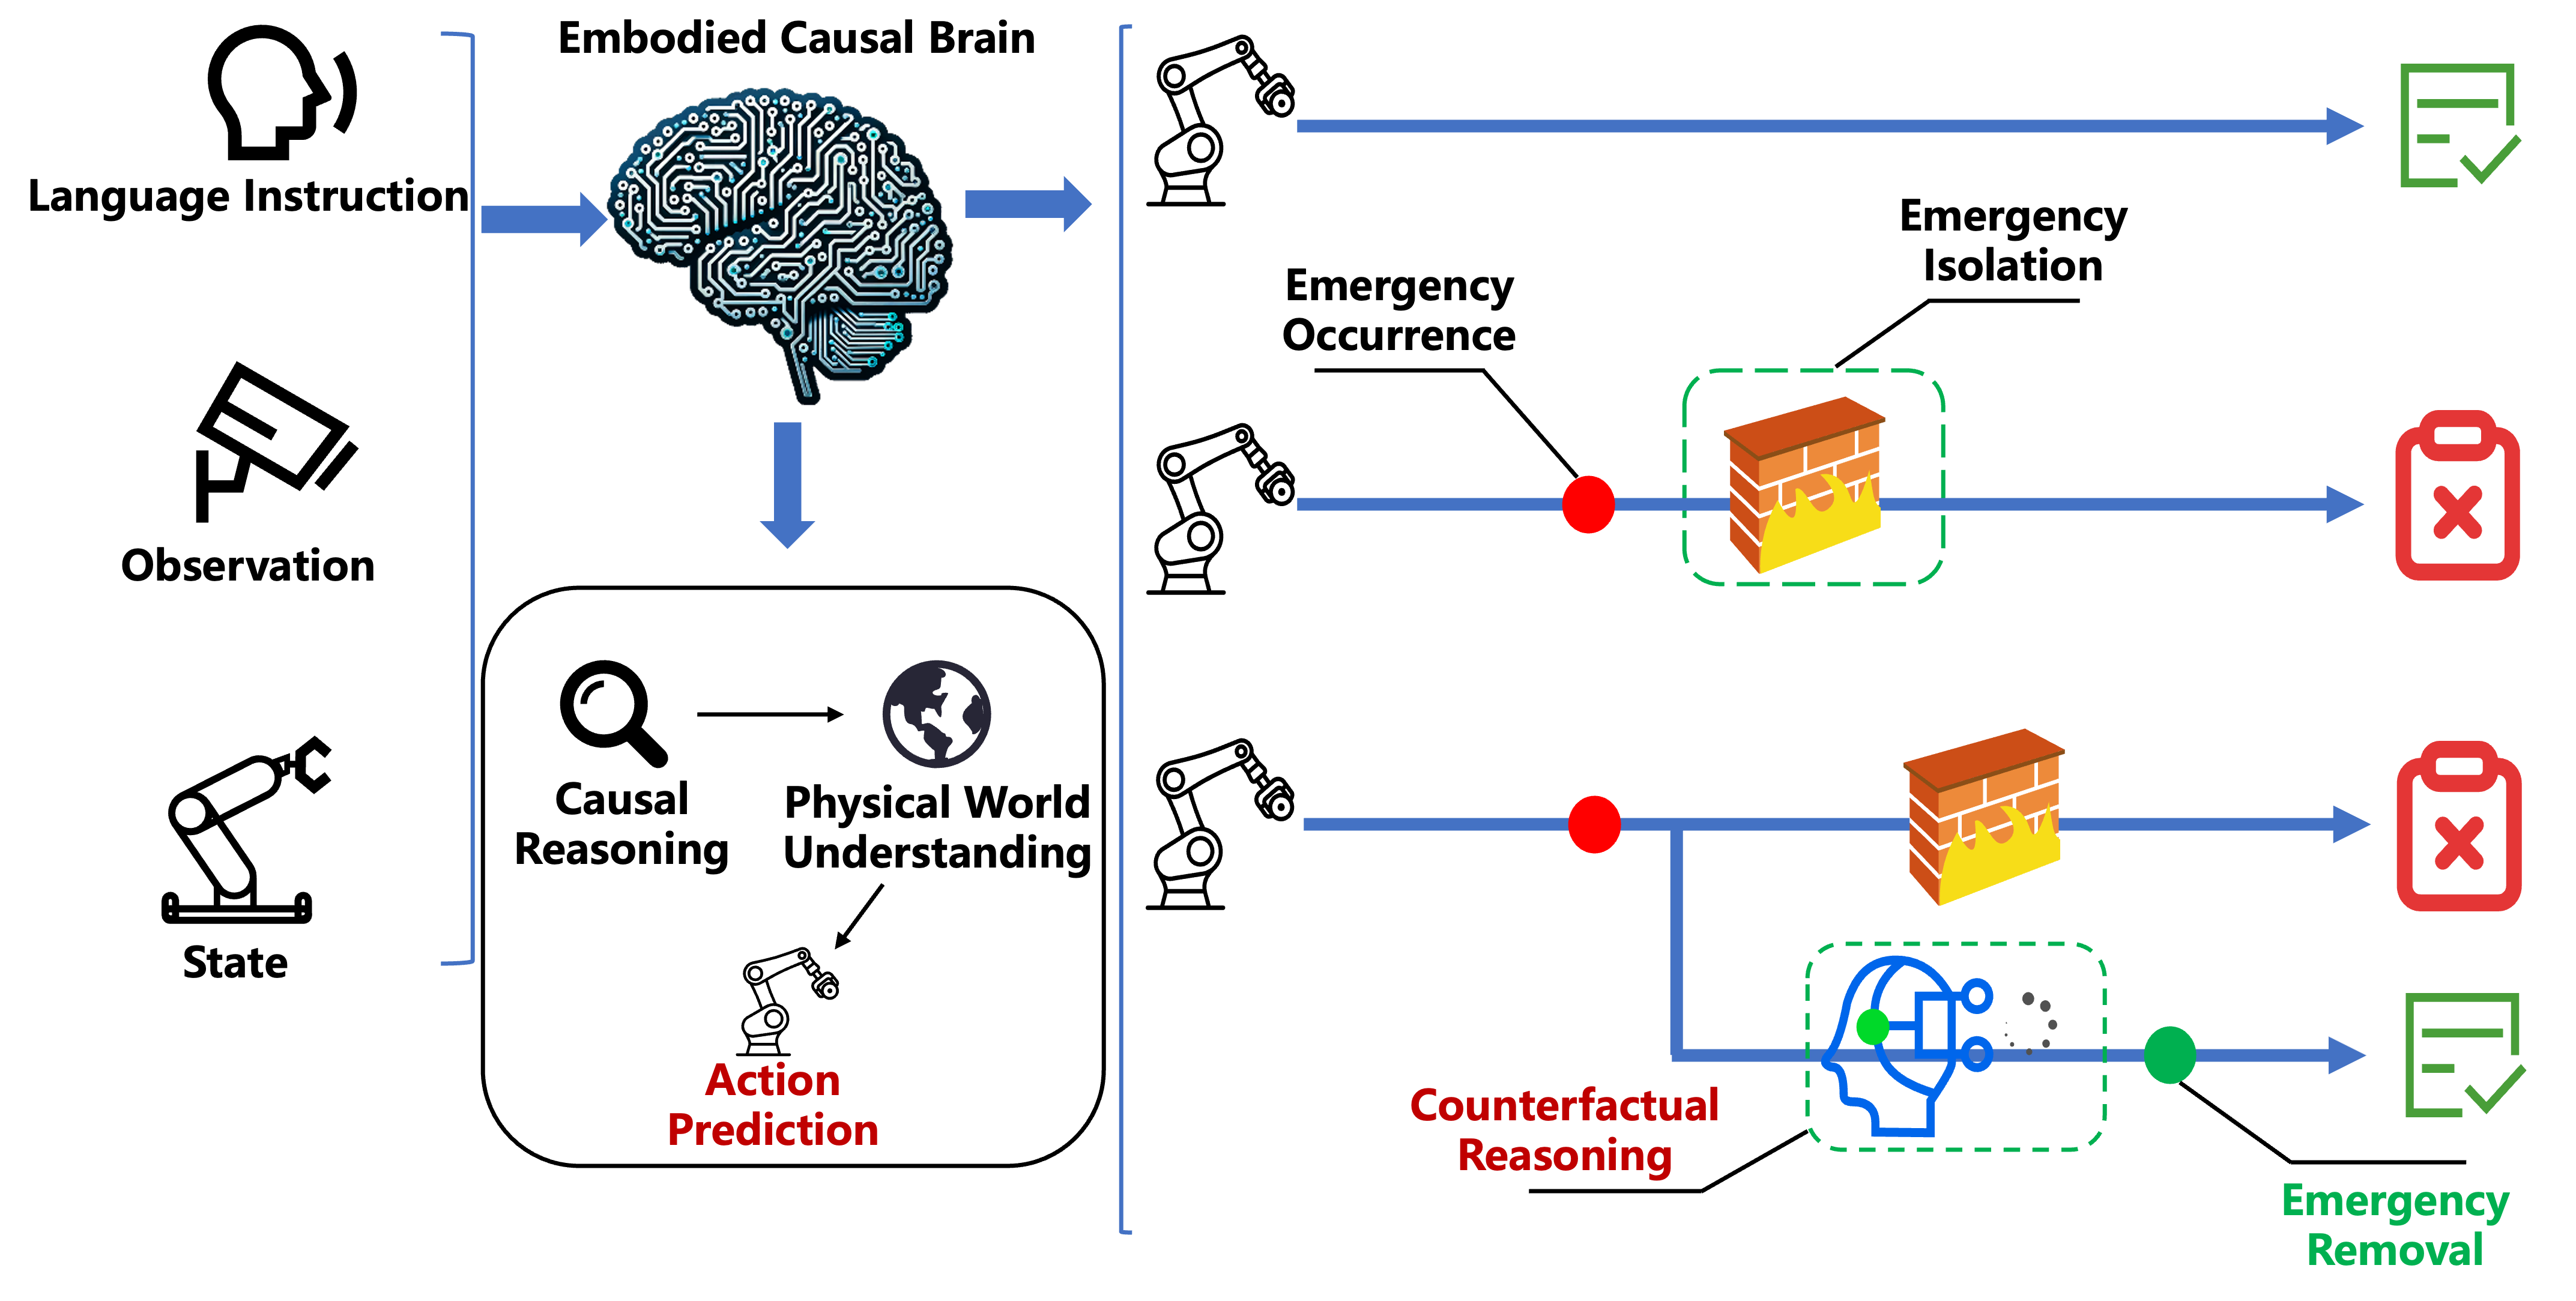 Embodied Causal Brain
Language Instruction
Observation
State
Causal
Reasoning
Physical World
Understanding
Action
Prediction
Emergency
Isolation
Emergency
Occurrence
Counterfactual
Reasoning
Emergency
Removal